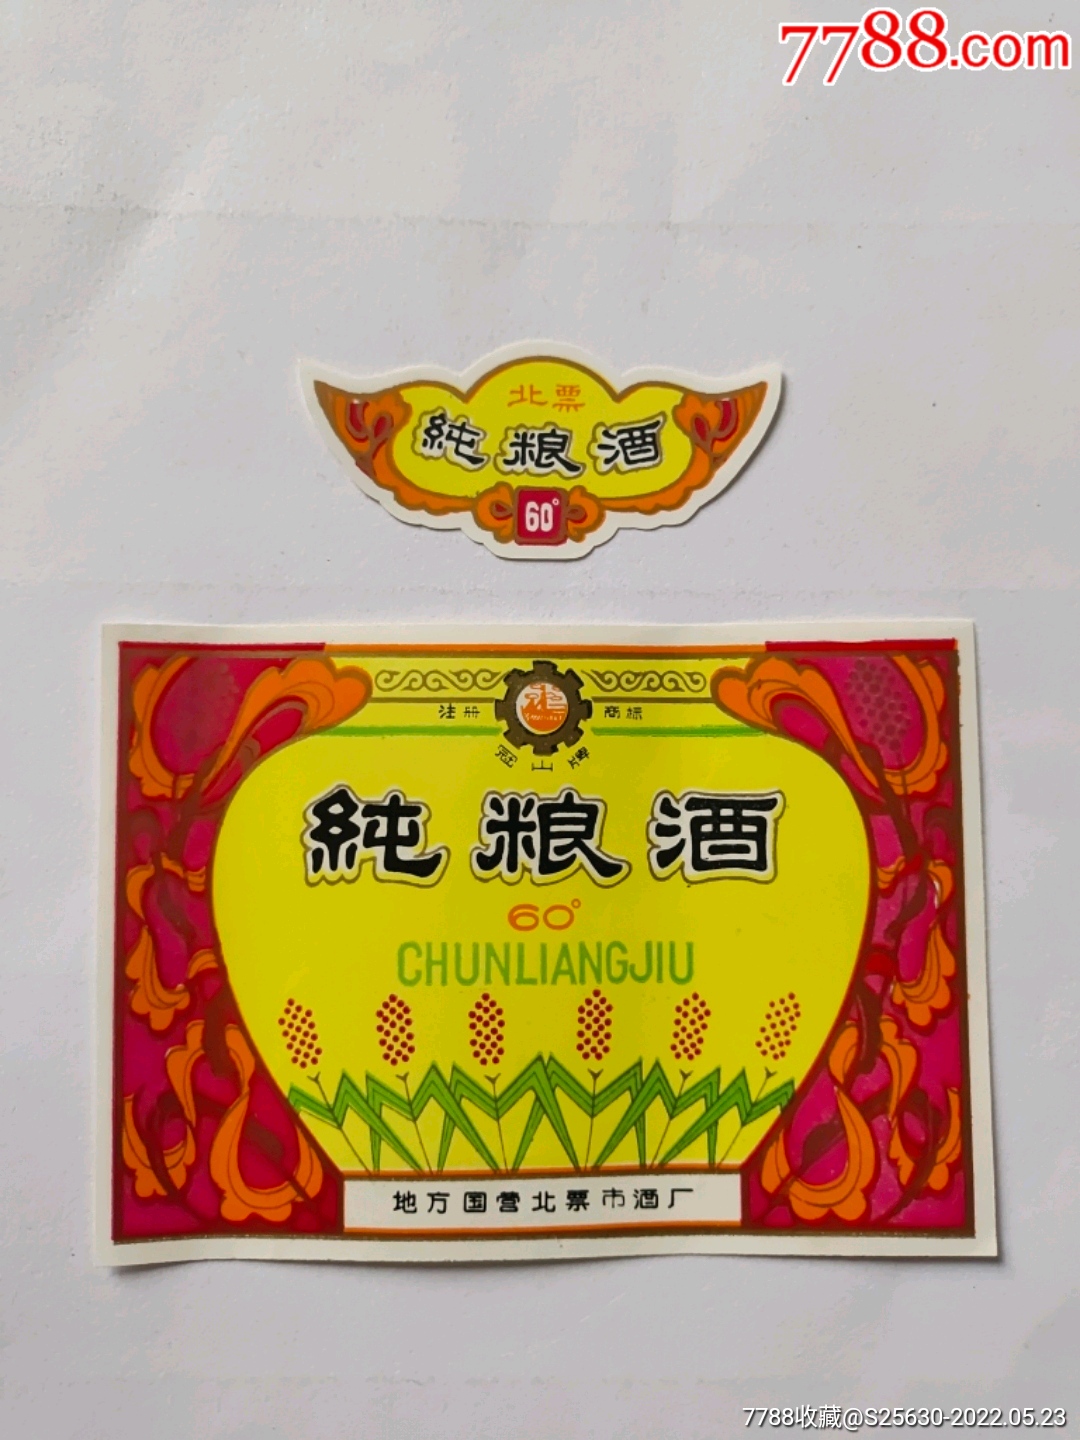 7788.com
北票
純粮酒
60°
注册 商标
冠山牌
純粮酒
60°
CHUNLIANGJIU
地方国营北票市酒厂
7788收藏@S25630-2022.05.23